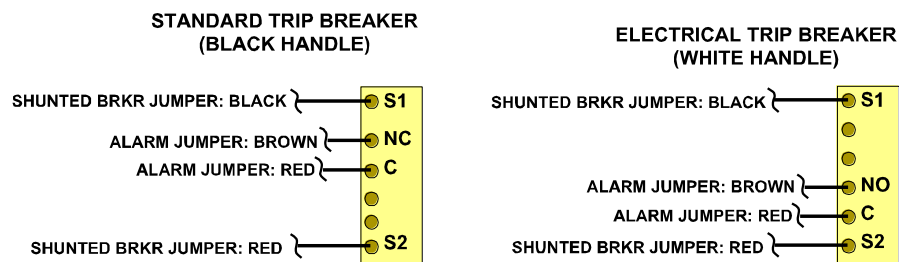 STANDARD TRIP BREAKER
(BLACK HANDLE)
SHUNTED BRKR JUMPER: BLACK S1
ALARM JUMPER: BROWN NC
ALARM JUMPER: RED C
SHUNTED BRKR JUMPER: RED S2
ELECTRICAL TRIP BREAKER
(WHITE HANDLE)
SHUNTED BRKR JUMPER: BLACK S1
ALARM JUMPER: BROWN NO
ALARM JUMPER: RED C
SHUNTED BRKR JUMPER: RED S2